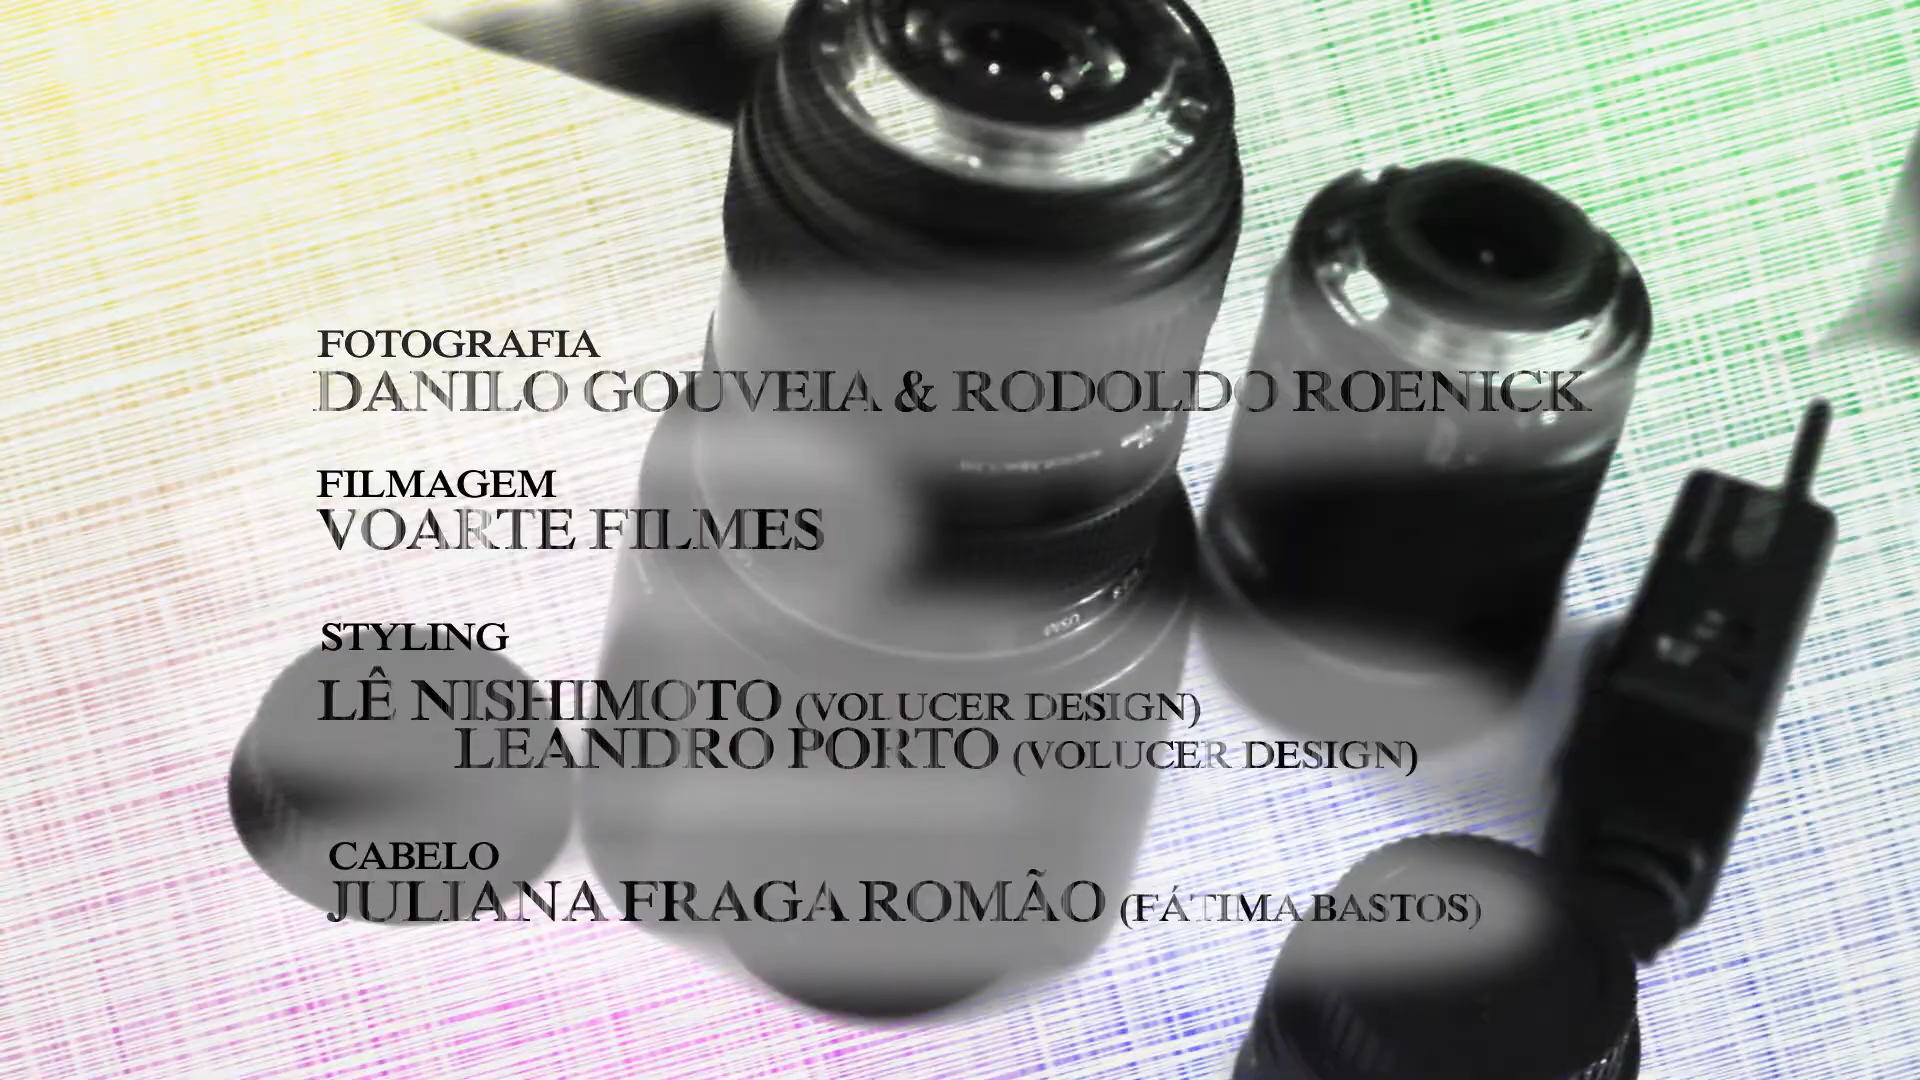 FOTOGRAFIA
DANILO GOUVEIA & RODOLDO ROENICK
FILMAGEM
VOARTE FILMES
STYLING
LÊ NISHIMOTO (VOLUCER DESIGN)
LEANDRO PORTO (VOLUCER DESIGN)
CABELO
JULIANA FRAGA ROMÃO (FÁTIMA BASTOS)